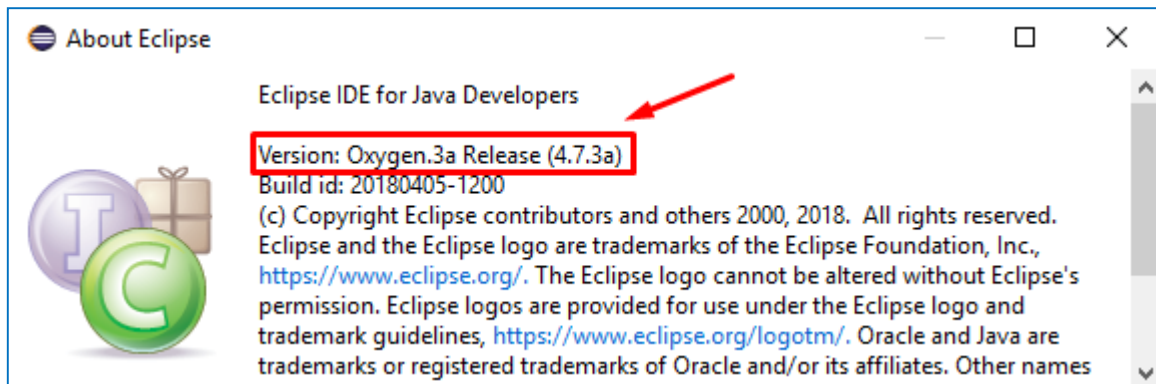 About Eclipse
Eclipse IDE for Java Developers
Version: Oxygen.3a Release (4.7.3a)
Build id: 20180405-1200
(c) Copyright Eclipse contributors and others 2000, 2018.  All rights reserved.
Eclipse and the Eclipse logo are trademarks of the Eclipse Foundation, Inc.,
https://www.eclipse.org/. The Eclipse logo cannot be altered without Eclipse's
permission. Eclipse logos are provided for use under the Eclipse logo and
trademark guidelines, https://www.eclipse.org/logotm/. Oracle and Java are
trademarks or registered trademarks of Oracle and/or its affiliates. Other names
I
C